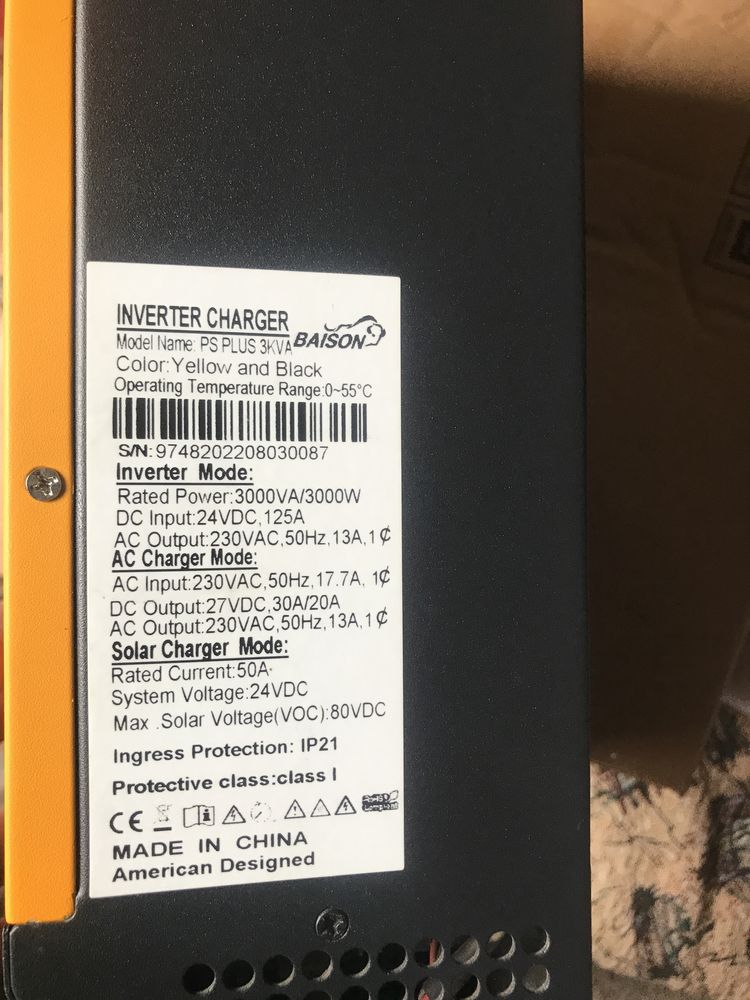 INVERTER CHARGER
Model Name: PS PLUS 3KVA BAISON
Color:Yellow and Black
Operating Temperature Range:0~55°C
S/N:9748202208030087
Inverter Mode:
Rated Power:3000VA/3000W
DC Input:24VDC,125A
AC Output:230VAC,50Hz,13A,1₵
AC Charger Mode:
AC Input:230VAC,50Hz,17.7A, 1₵
DC Output:27VDC,30A/20A
AC Output:230VAC,50Hz,13A,1₵
Solar Charger Mode:
Rated Current:50A
System Voltage:24VDC
Max .Solar Voltage(VOC):80VDC
Ingress Protection: IP21
Protective class:class I
CE RoHS Compliant
MADE IN CHINA
American Designed